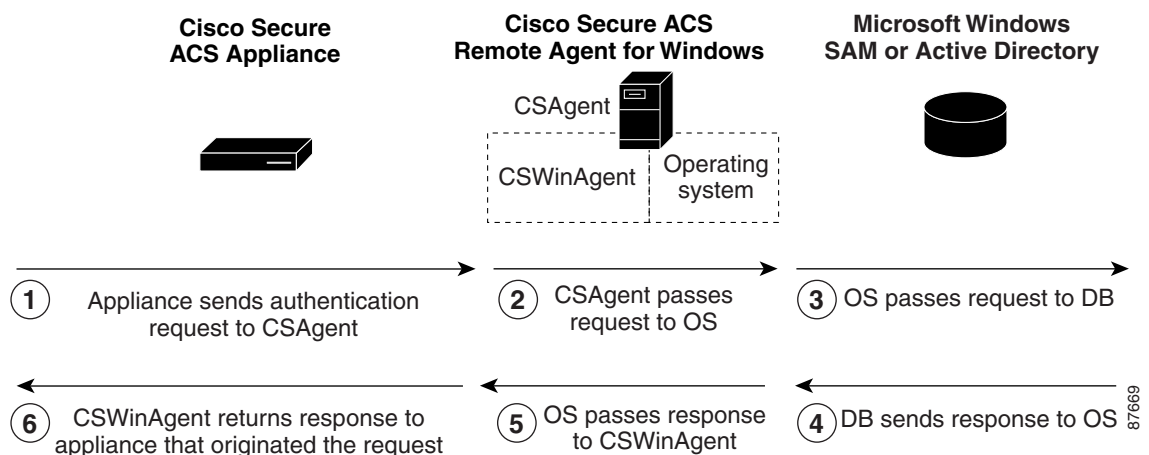 Cisco Secure
ACS Appliance
Cisco Secure ACS
Remote Agent for Windows
Microsoft Windows
SAM or Active Directory
CSAgent
CSWinAgent
Operating
system
1
Appliance sends authentication
request to CSAgent
2
CSAgent passes
request to OS
3
OS passes request to DB
6
CSWinAgent returns response to
appliance that originated the request
5
OS passes response
to CSWinAgent
4
DB sends response to OS
87669